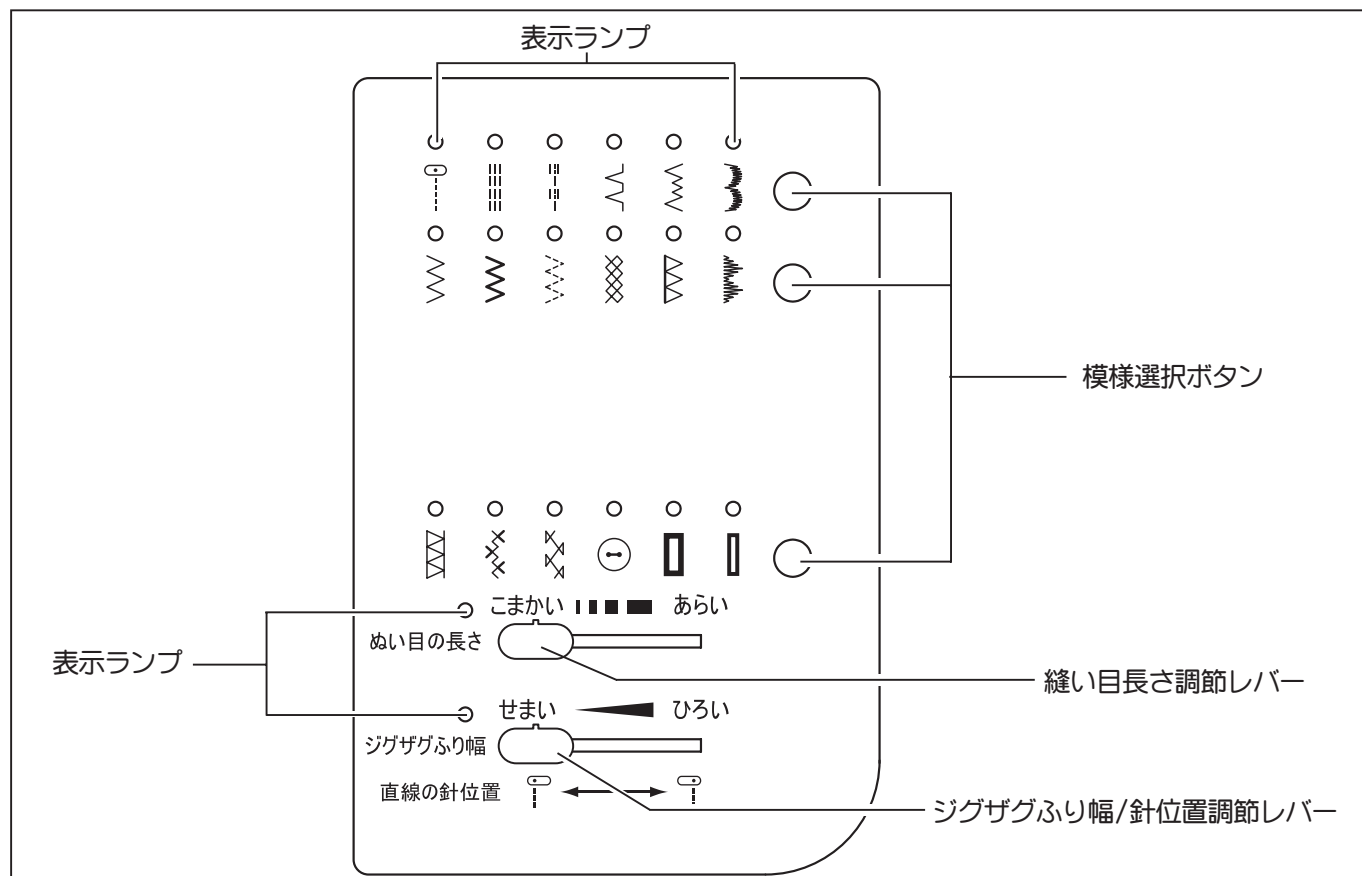 表示ランプ
模様選択ボタン
こまかい あらい
ぬい目の長さ
表示ランプ
縫い目長さ調節レバー
せまい ひろい
ジグザグふり幅
直線の針位置
ジグザグふり幅/針位置調節レバー